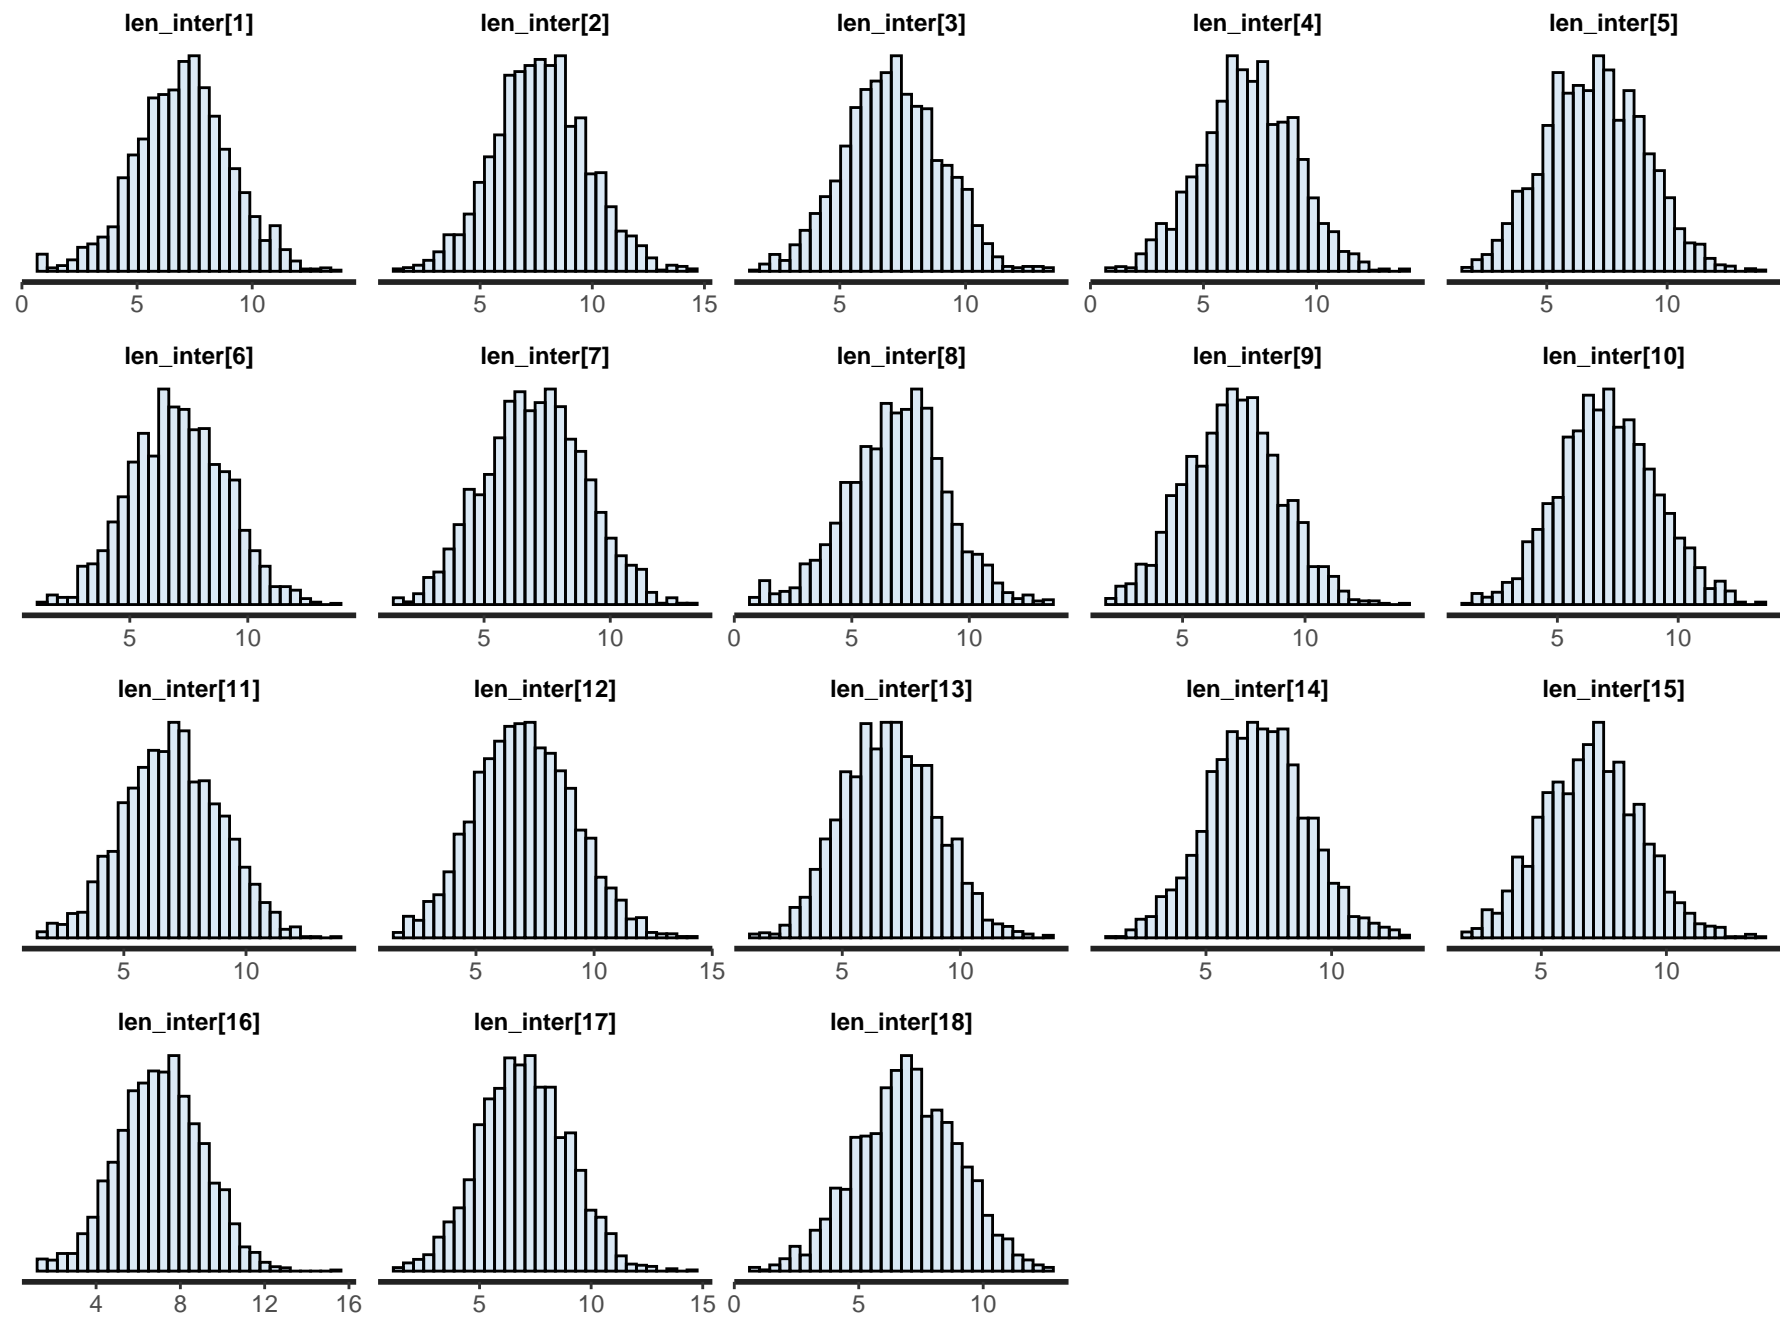 len_inter[1] len_inter[2] len_inter[3] len_inter[4] len_inter[5]
0 5 10 5 10 15 5 10 0 5 10 5 10
len_inter[6] len_inter[7] len_inter[8] len_inter[9] len_inter[10]
5 10 5 10 0 5 10 5 10 5 10
len_inter[11] len_inter[12] len_inter[13] len_inter[14] len_inter[15]
5 10 5 10 15 5 10 5 10 5 10
len_inter[16] len_inter[17] len_inter[18]
4 8 12 16 5 10 15 0 5 10